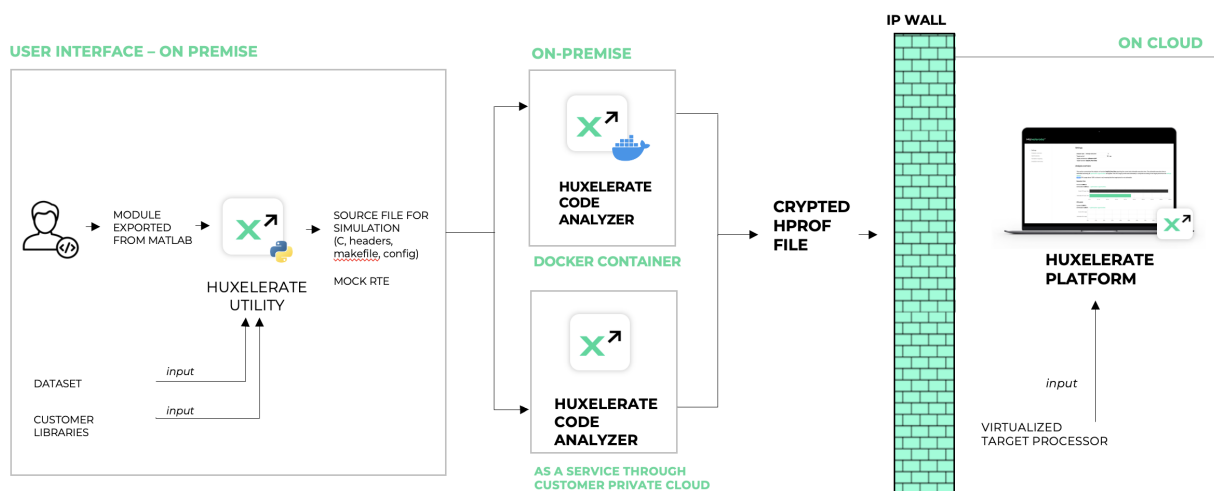 IP WALL
USER INTERFACE – ON PREMISE
ON-PREMISE
ON CLOUD
MODULE
EXPORTED
FROM MATLAB
HUXELERATE
UTILITY
SOURCE FILE FOR
SIMULATION
(C, headers,
makefile, config)
MOCK RTE
DATASET
input
CUSTOMER
LIBRARIES
input
HUXELERATE
CODE
ANALYZER
DOCKER CONTAINER
HUXELERATE
CODE
ANALYZER
AS A SERVICE THROUGH
CUSTOMER PRIVATE CLOUD
CRYPTED
HPROF
FILE
HUXELERATE
PLATFORM
input
VIRTUALIZED
TARGET PROCESSOR